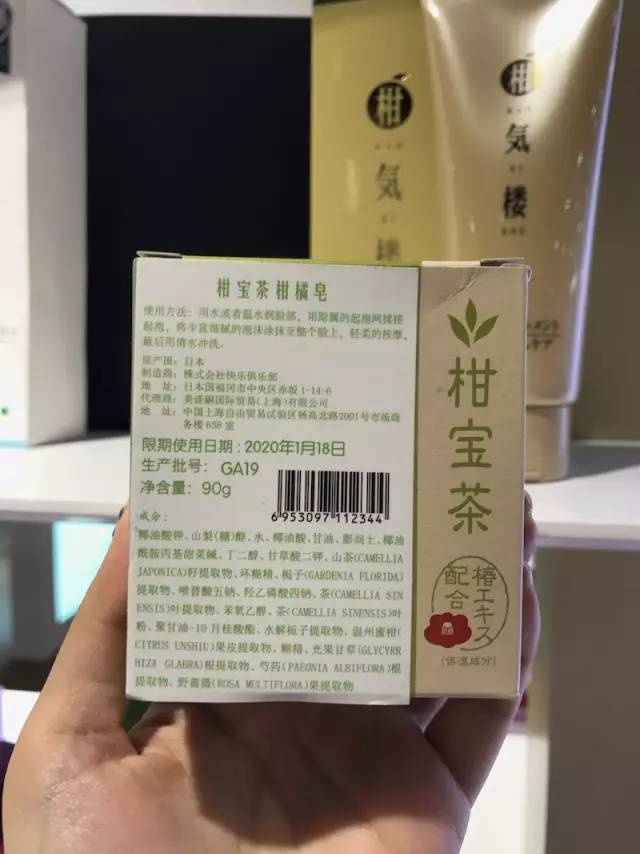 柑
気
楼
柑
気
楼
柑宝茶柑橘皂
使用方法：用水或者温水润脸部，用附属的起泡网揉搓
起泡，将丰富细腻的泡沫涂抹至整个脸上，轻柔的按摩，
最后用清水冲洗。
原产国：日本
制造商：株式会社快乐俱乐部
地 址：日本国福冈市中央区赤坂1-14-6
代理商：美谛嗣国际贸易(上海)有限公司
地 址：中国上海自由贸易试验区杨高北路2001号市场商
务楼 638 室
限期使用日期：2020年1月18日
生产批号： GA19
净含量：90g
6 953097 112344
成分：
椰油酸钾、山梨(糖)醇、水、椰油酸、甘油、膨润土、椰油
酰胺丙基甜菜碱、丁二醇、甘草酸二钾、山茶(CAMELLIA
JAPONICA)籽提取物、环糊精、栀子(GARDENIA FLORIDA)
提取物、喷替酸五钠、羟乙磷酸四钠、茶(CAMELLIA SIN
ENSIS)叶提取物、苯氧乙醇、茶(CAMELLIA SINENSIS)叶
粉、聚甘油-10月桂酸酯、水解栀子提取物、温州蜜柑(
CITRUS UNSHIU)果皮提取物、糊精、光果甘草(GLYCYRR
HIZA GLABRA)根提取物、芍药(PAEONIA ALBIFLORA)根
提取物、野蔷薇(ROSA MULTIFLORA)果提取物
柑宝茶
椿エキス
配合
(保湿成分)